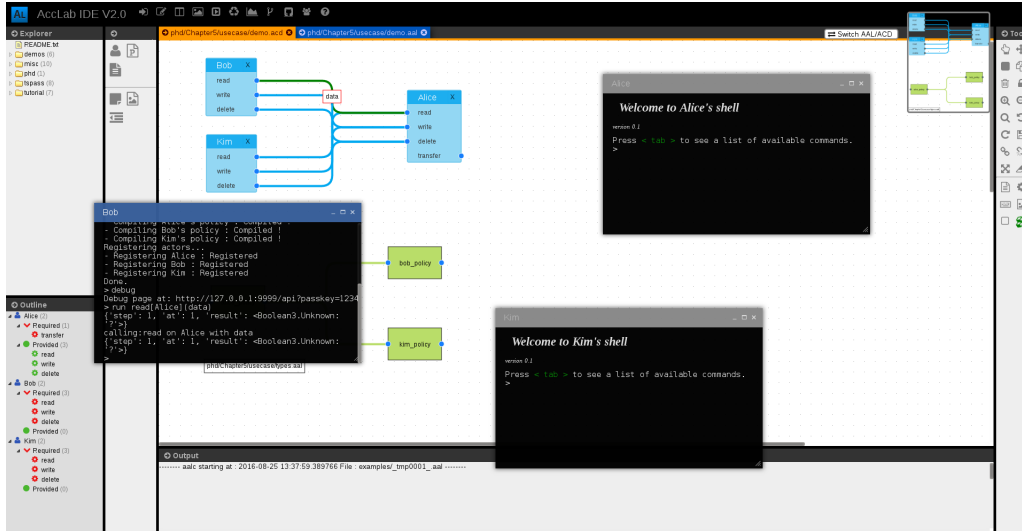 AL AccLab IDE V2.0
Explorer
README.txt
demos (6)
misc (10)
phd (1)
tspass (8)
tutorial (7)
phd/Chapter5/usecase/demo.acd
phd/Chapter5/usecase/demo.aal
Switch AAL/ACD
Bob X
read
write
delete
data
Alice X
read
write
delete
transfer
Kim X
read
write
delete
Alice
Welcome to Alice's shell
version 0.1
Press < tab > to see a list of available commands.
>
Bob
- Compiling Alice's policy : Compiled !
- Compiling Bob's policy : Compiled !
- Compiling Kim's policy : Compiled !
Registering actors...
- Registering Alice : Registered
- Registering Bob : Registered
- Registering Kim : Registered
Done.
> debug
Debug page at: http://127.0.0.1:9999/api?passkey=1234
> run read[Alice](data)
{'step': 1, 'at': 1, 'result': <Boolean3.Unknown:
'?'>}
calling:read on Alice with data
{'step': 1, 'at': 1, 'result': <Boolean3.Unknown:
'?'>}
>
bob_policy
kim_policy
phd/Chapter5/usecase/types.aal
Kim
Welcome to Kim's shell
version 0.1
Press < tab > to see a list of available commands.
>
Outline
Alice (2)
Required (1)
transfer
Provided (3)
read
write
delete
Bob (2)
Required (3)
read
write
delete
Provided (0)
Kim (2)
Required (3)
read
write
delete
Provided (0)
Output
-------- aalc starting at : 2016-08-25 13:37:59.389766 File : examples/_tmp0001_.aal --------